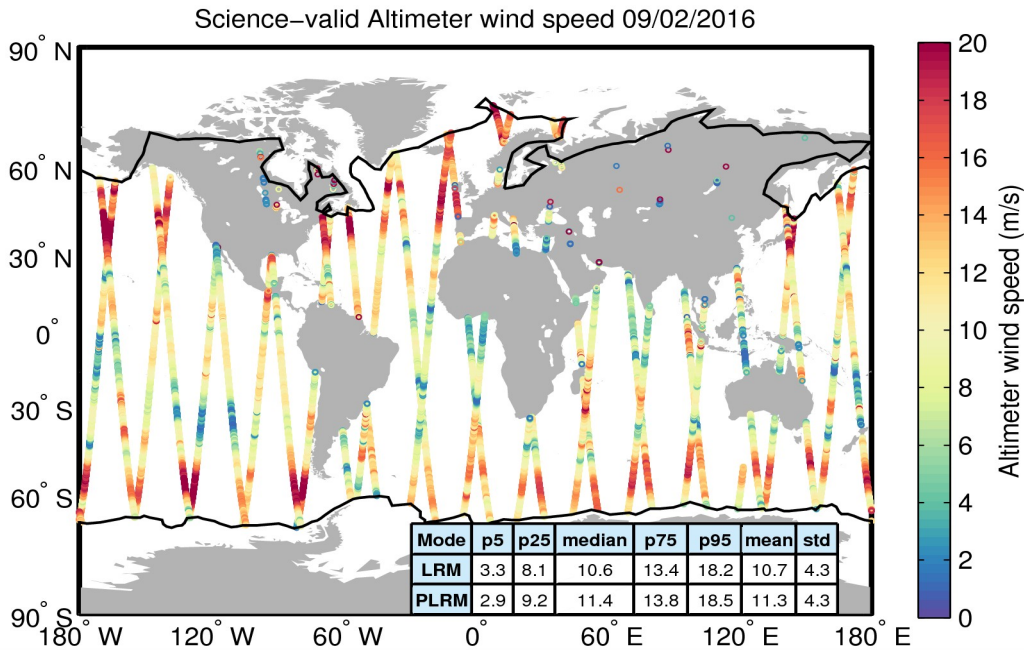 Science−valid Altimeter wind speed 09/02/2016
90° N
60° N
30° N
0°
30° S
60° S
90° S
180° W
120° W
60° W
0°
60° E
120° E
180° E
Mode p5 p25 median p75 p95 mean std
LRM 3.3 8.1 10.6 13.4 18.2 10.7 4.3
PLRM 2.9 9.2 11.4 13.8 18.5 11.3 4.3
20
18
16
14
12
10
8
6
4
2
0
Altimeter wind speed (m/s)